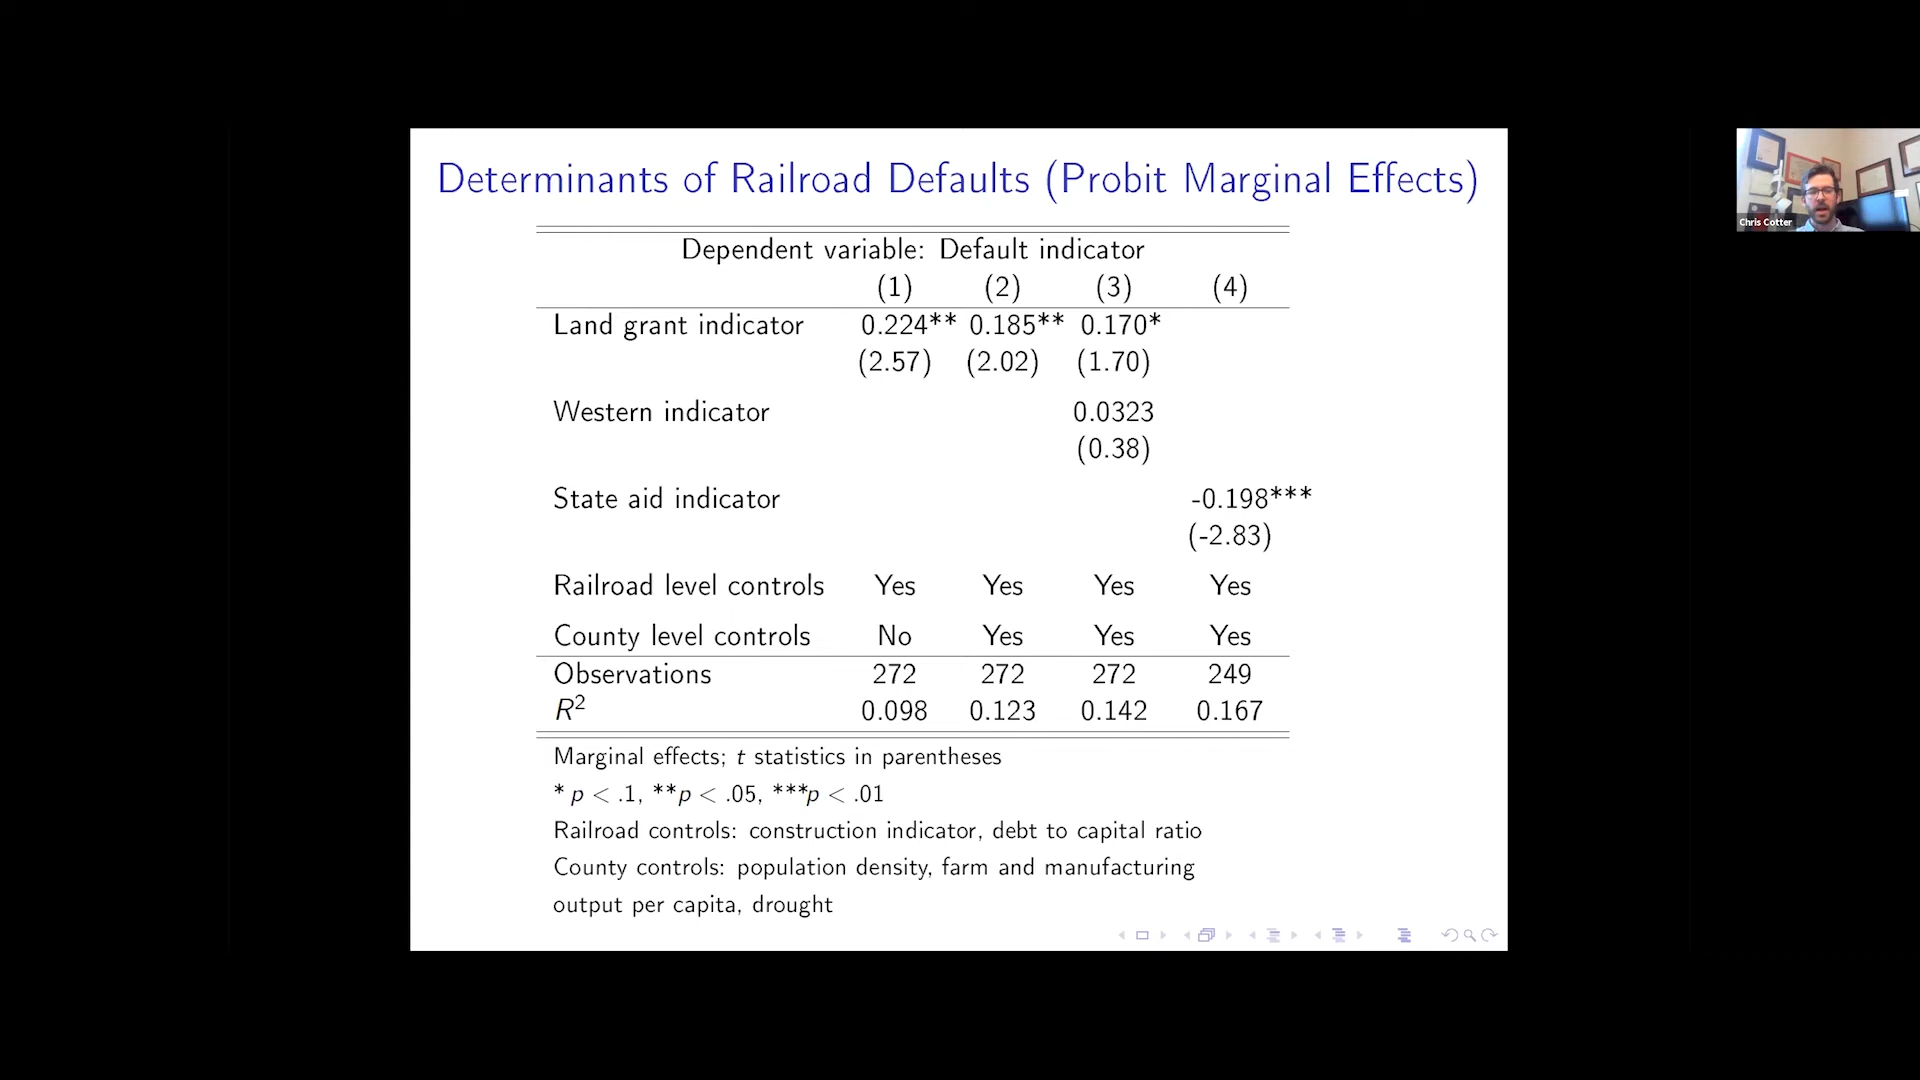 Determinants of Railroad Defaults (Probit Marginal Effects)
Dependent variable: Default indicator
(1) (2) (3) (4)
Land grant indicator 0.224** 0.185** 0.170*
(2.57) (2.02) (1.70)
Western indicator 0.0323
(0.38)
State aid indicator -0.198***
(-2.83)
Railroad level controls Yes Yes Yes Yes
County level controls No Yes Yes Yes
Observations 272 272 272 249
R² 0.098 0.123 0.142 0.167
Marginal effects; t statistics in parentheses
* p < .1, **p < .05, ***p < .01
Railroad controls: construction indicator, debt to capital ratio
County controls: population density, farm and manufacturing
output per capita, drought
Chris Cotter